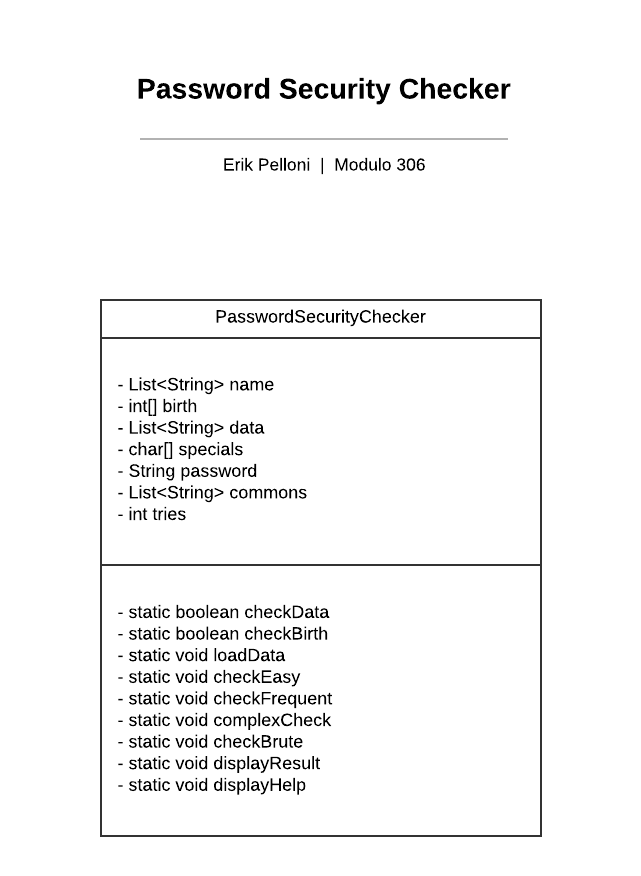 Password Security Checker
Erik Pelloni | Modulo 306
PasswordSecurityChecker
- List<String> name
- int[] birth
- List<String> data
- char[] specials
- String password
- List<String> commons
- int tries
- static boolean checkData
- static boolean checkBirth
- static void loadData
- static void checkEasy
- static void checkFrequent
- static void complexCheck
- static void checkBrute
- static void displayResult
- static void displayHelp